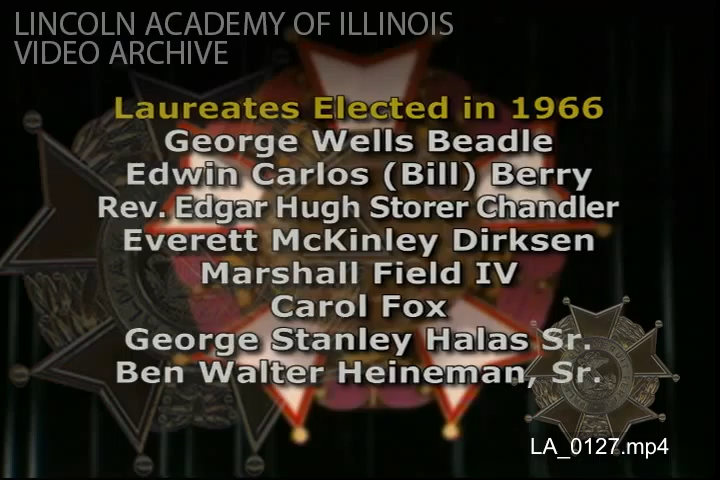 LINCOLN ACADEMY OF ILLINOIS
VIDEO ARCHIVE
Laureates Elected in 1966
George Wells Beadle
Edwin Carlos (Bill) Berry
Rev. Edgar Hugh Storer Chandler
Everett McKinley Dirksen
Marshall Field IV
Carol Fox
George Stanley Halas Sr.
Ben Walter Heineman, Sr.
LA_0127.mp4